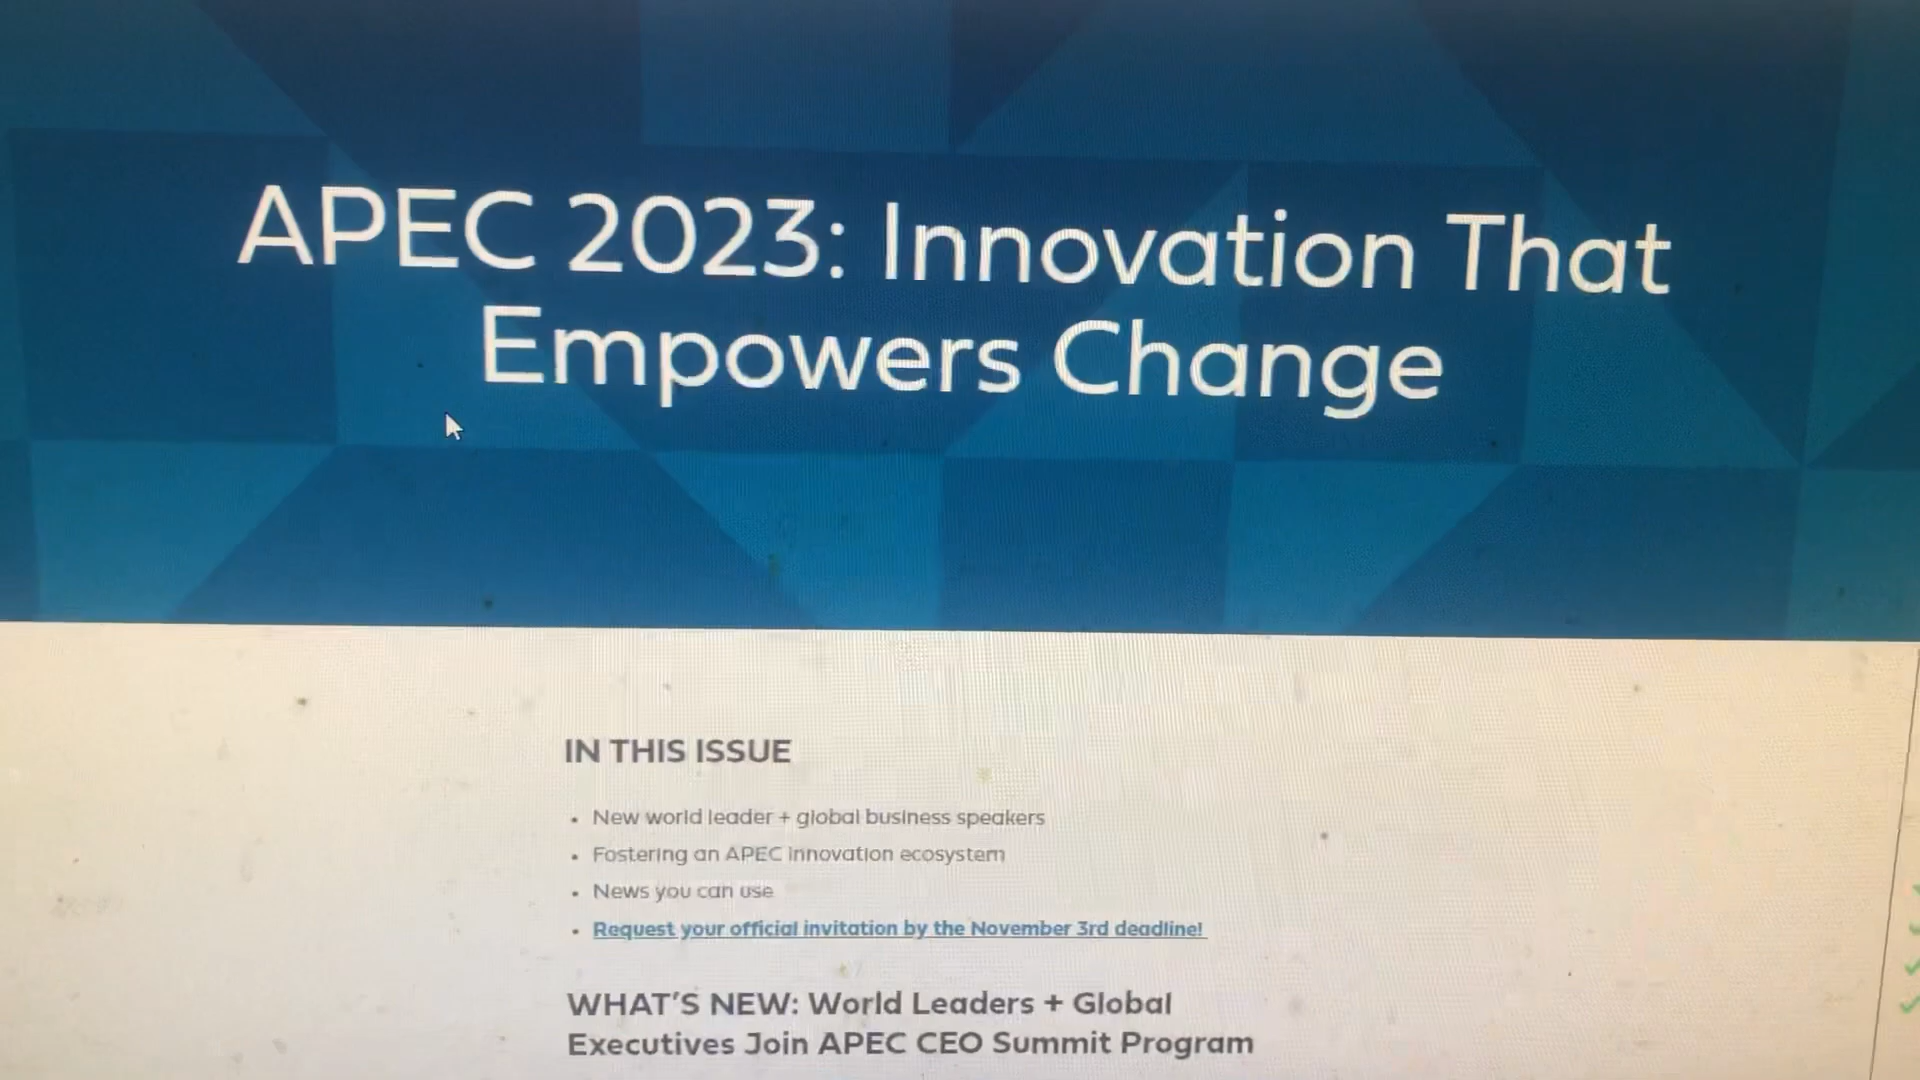 APEC 2023: Innovation That
Empowers Change
IN THIS ISSUE
• New world leader + global business speakers
• Fostering an APEC innovation ecosystem
• News you can use
• Request your official invitation by the November 3rd deadline!
WHAT'S NEW: World Leaders + Global
Executives Join APEC CEO Summit Program